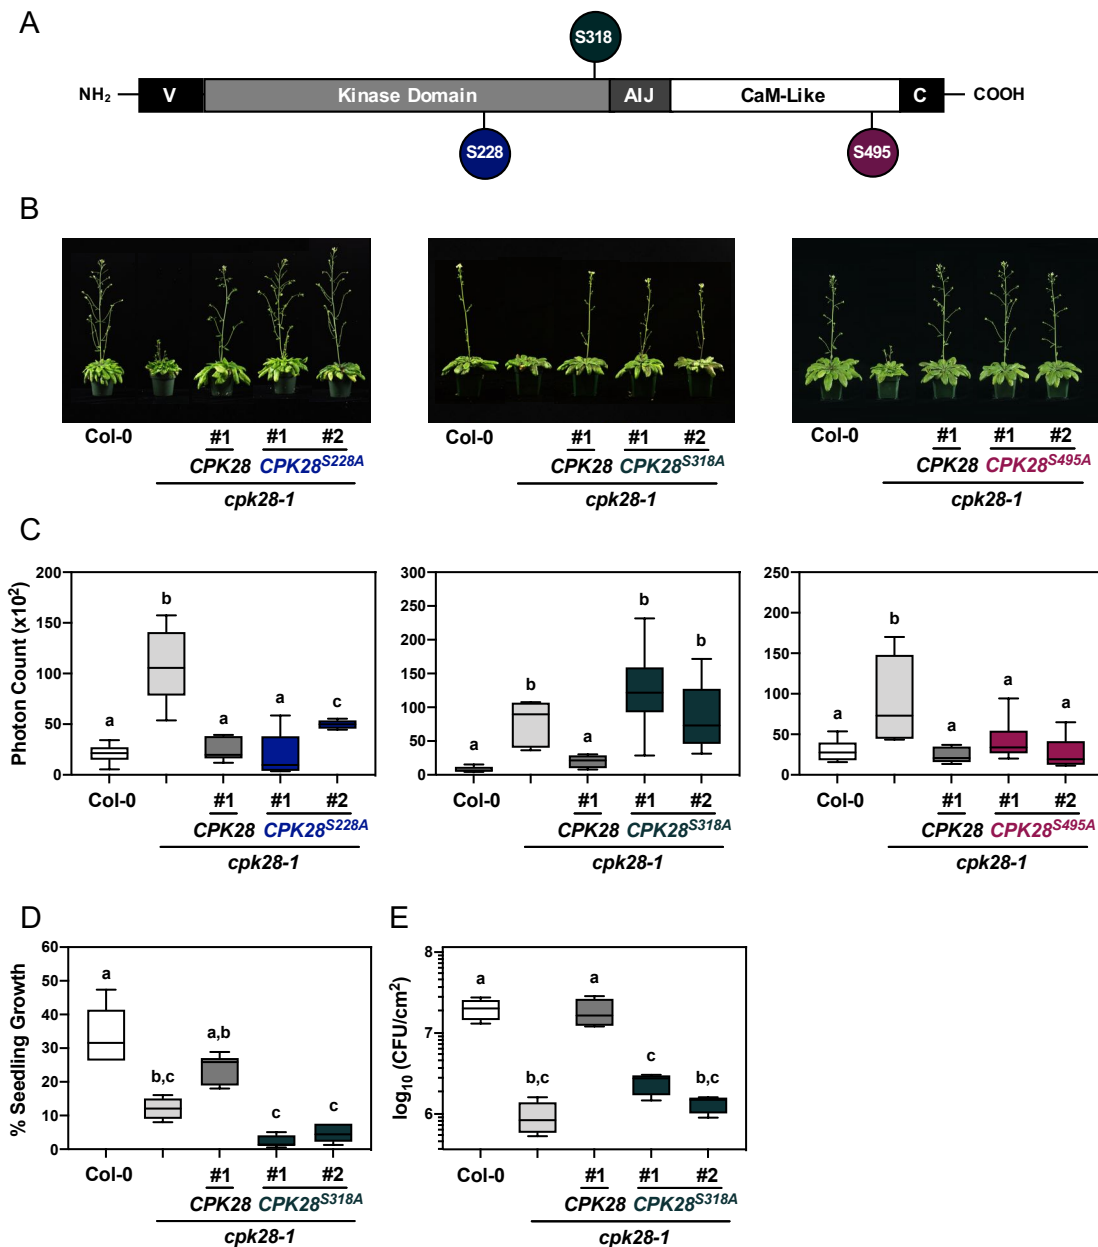 A
S318
NH2 V Kinase Domain AIJ CaM-Like C COOH
S228 S495
B
Col-0 #1 #1 #2
CPK28 CPK28S228A
cpk28-1
Col-0 #1 #1 #2
CPK28 CPK28S318A
cpk28-1
Col-0 #1 #1 #2
CPK28 CPK28S495A
cpk28-1
C
Photon Count (x102)
200
150
100
50
0
a b a a c
Col-0 #1 #1 #2
CPK28 CPK28S228A
cpk28-1
300
250
200
150
100
50
0
a b a b b
Col-0 #1 #1 #2
CPK28 CPK28S318A
cpk28-1
250
200
150
100
50
0
a b a a a
Col-0 #1 #1 #2
CPK28 CPK28S495A
cpk28-1
D
% Seedling Growth
60
50
40
30
20
10
0
a b,c a,b c c
Col-0 #1 #1 #2
CPK28 CPK28S318A
cpk28-1
E
log10 (CFU/cm2)
8
7
6
a b,c a c b,c
Col-0 #1 #1 #2
CPK28 CPK28S318A
cpk28-1